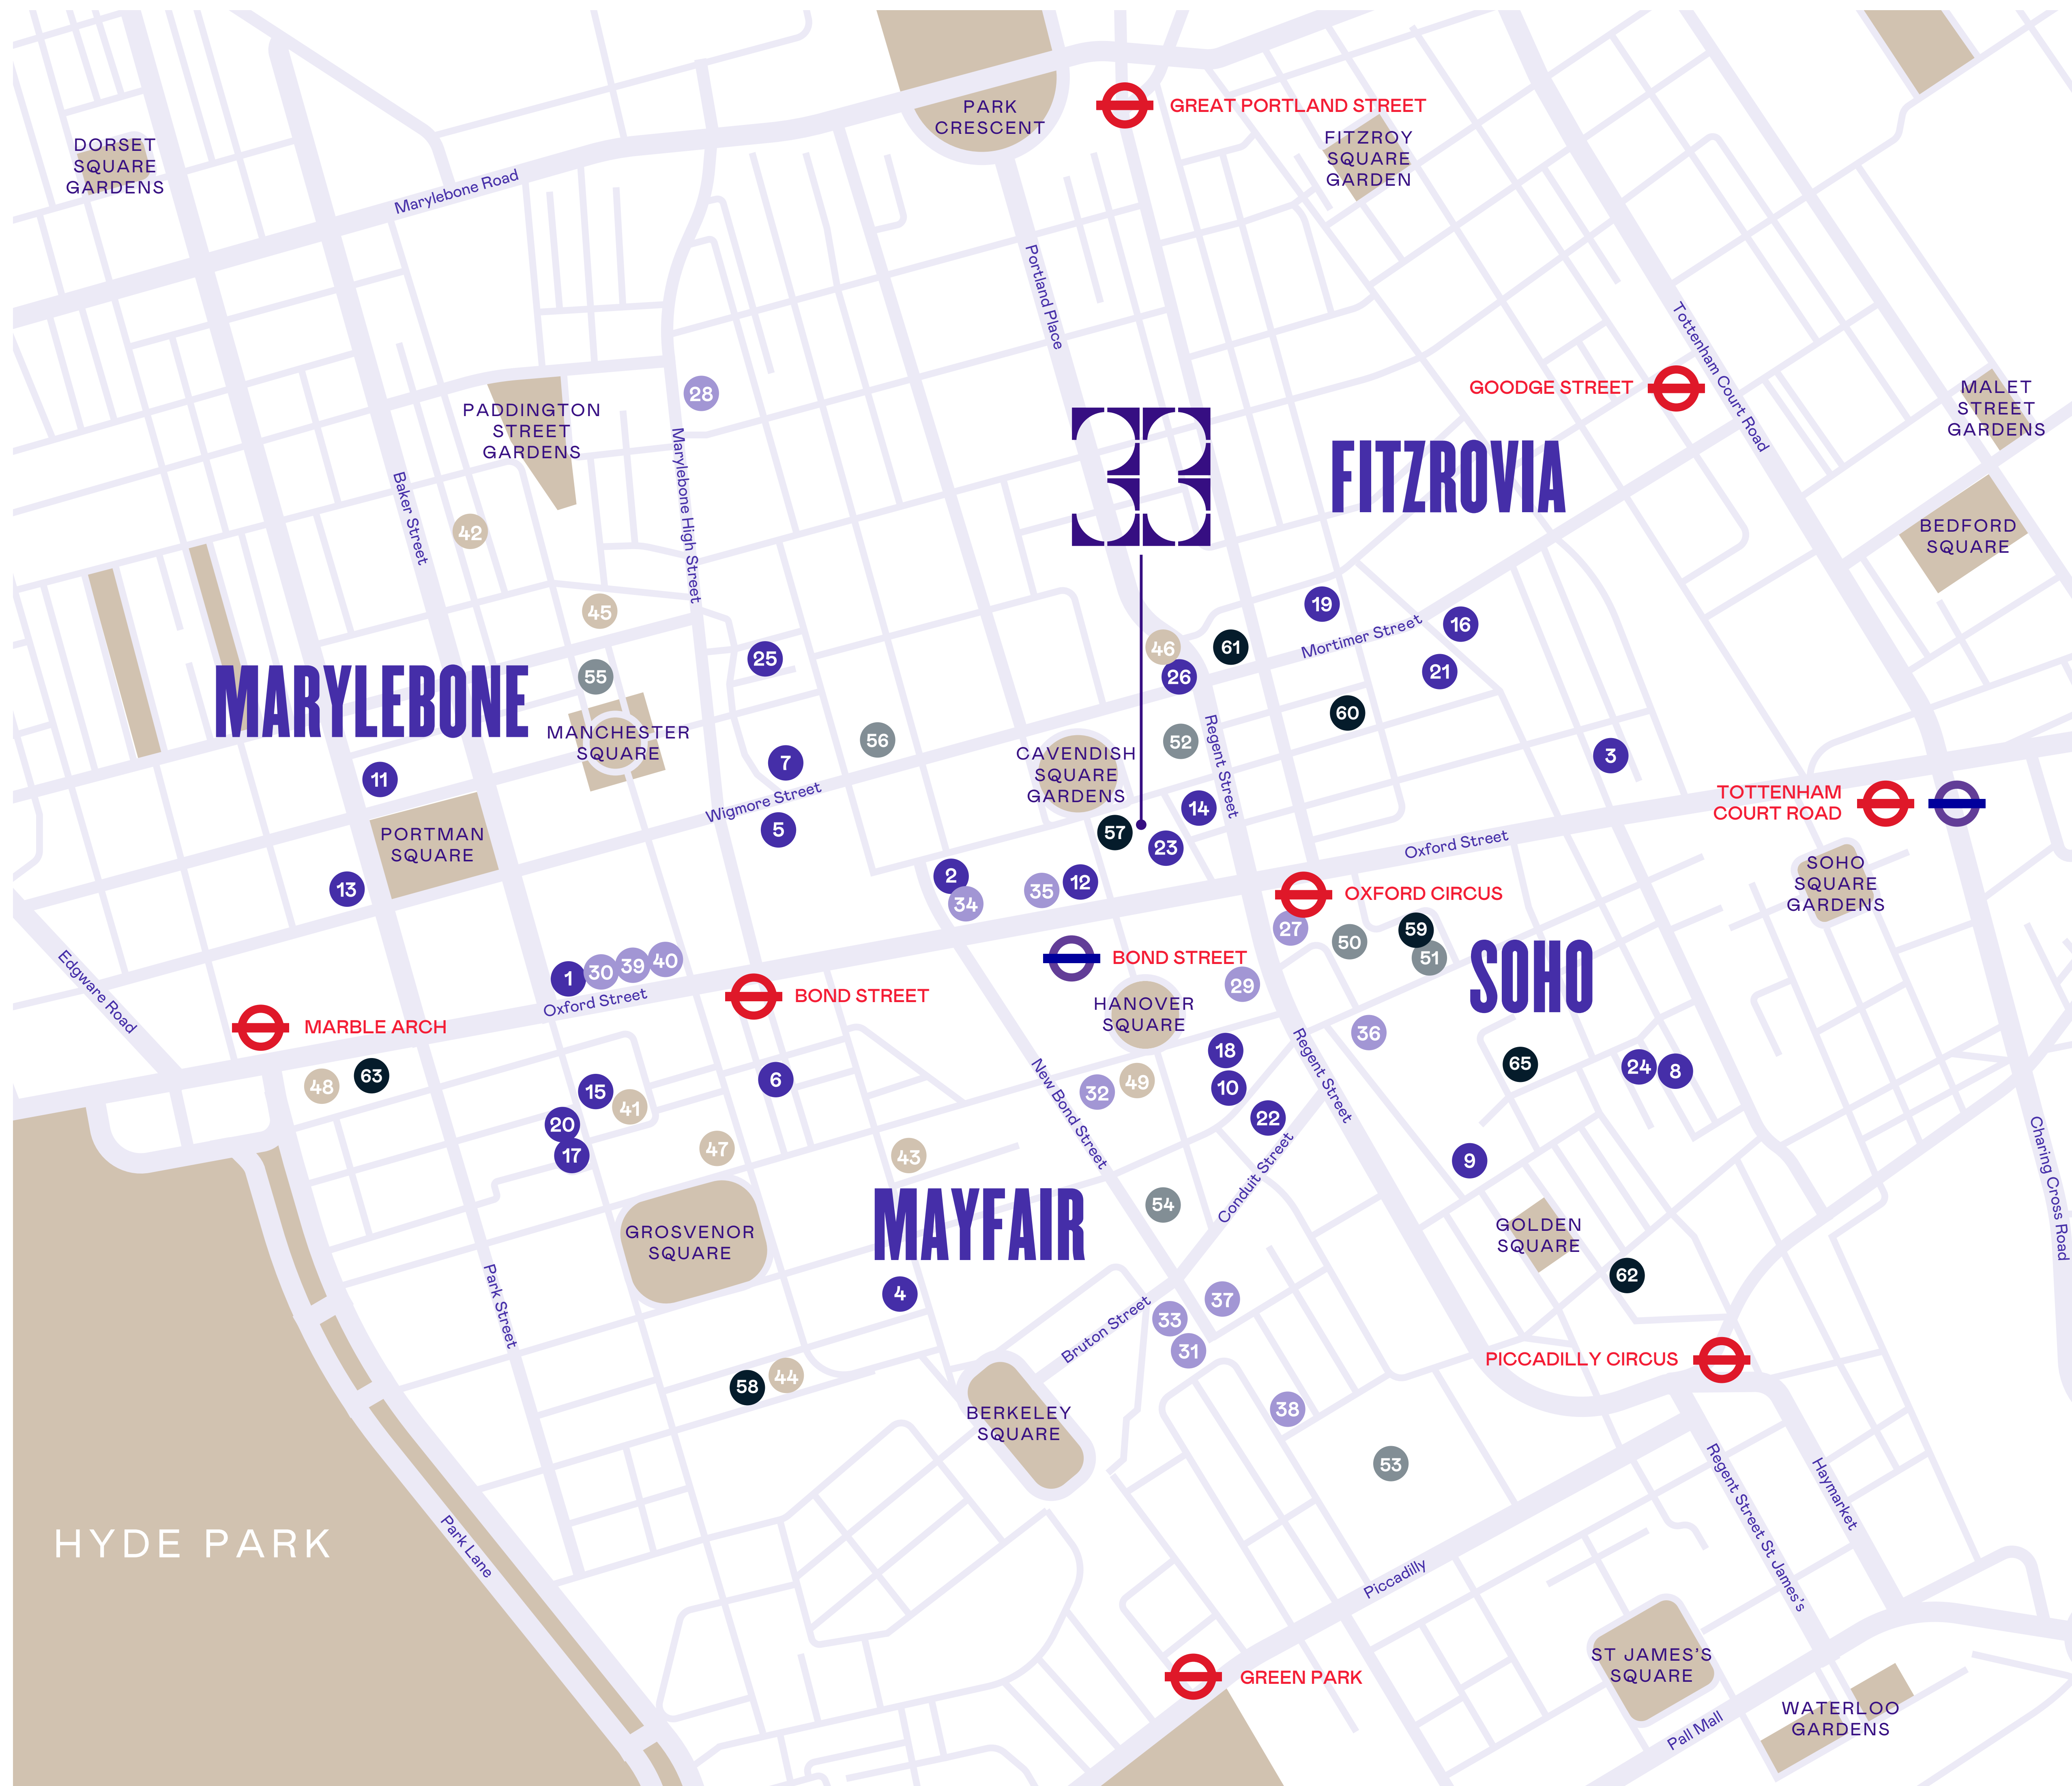 PARK
CRESCENT
GREAT PORTLAND STREET
DORSET
SQUARE
GARDENS
FITZROY
SQUARE
GARDEN
Marylebone Road
Portland Place
Tottenham Court Road
GOODGE STREET
MALET
STREET
GARDENS
28
PADDINGTON
STREET
GARDENS
33
FITZROVIA
Baker Street
Marylebone High Street
42
BEDFORD
SQUARE
45
19
16
Mortimer Street
46
61
25
26
21
55
MARYLEBONE
MANCHESTER
SQUARE
56
52
60
Regent Street
3
CAVENDISH
SQUARE
GARDENS
7
11
Wigmore Street
14
TOTTENHAM
COURT ROAD
5
57
23
PORTMAN
SQUARE
Oxford Street
13
2
34
35
12
OXFORD CIRCUS
SOHO
SQUARE
GARDENS
27
50
59
51
SOHO
Edgware Road
1
30
39
40
Oxford Street
BOND STREET
BOND STREET
29
HANOVER
SQUARE
MARBLE ARCH
36
Regent Street
48
63
6
18
10
65
24
8
15
41
32
49
22
New Bond Street
20
17
47
43
9
Conduit Street
Charing Cross Road
MAYFAIR
54
GROSVENOR
SQUARE
GOLDEN
SQUARE
62
Park Street
4
37
33
31
Bruton Street
PICCADILLY CIRCUS
58
44
38
BERKELEY
SQUARE
53
Regent Street St James's
Haymarket
HYDE PARK
Park Lane
Piccadilly
GREEN PARK
ST JAMES'S
SQUARE
Pall Mall
WATERLOO
GARDENS